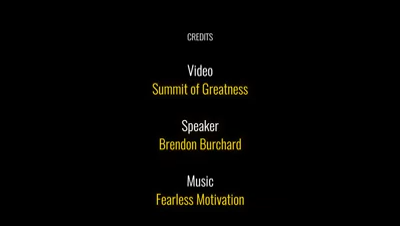 CREDITS
Video
Summit of Greatness
Speaker
Brendon Burchard
Music
Fearless Motivation